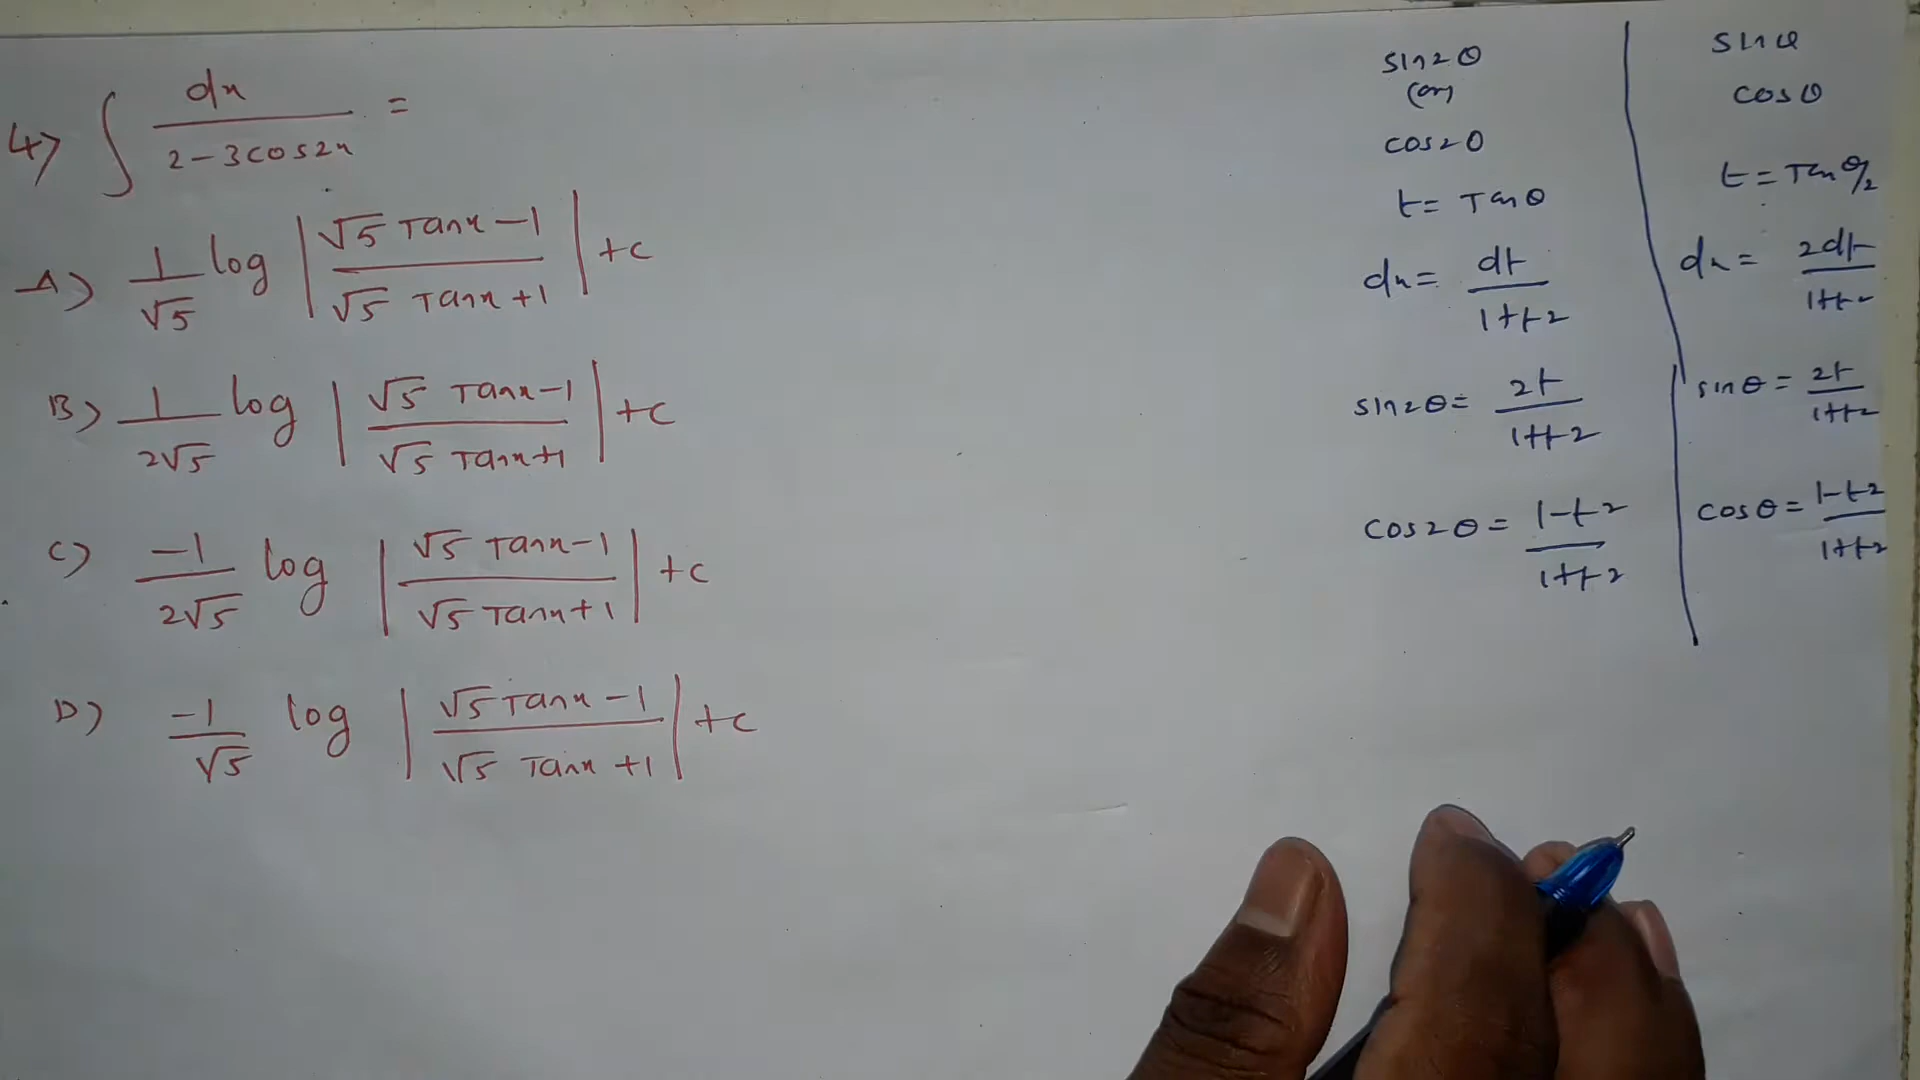 4) ∫ dx / (2 - 3cos2x) =
A) 1/√5 log | (√5 Tanx - 1) / (√5 Tanx + 1) | + c
B) 1/2√5 log | (√5 Tanx - 1) / (√5 Tanx + 1) | + c
C) -1/2√5 log | (√5 Tanx - 1) / (√5 Tanx + 1) | + c
D) -1/√5 log | (√5 Tanx - 1) / (√5 Tanx + 1) | + c
sin2θ
(or)
cos2θ
t = Tanθ
dx = dt / 1+t2
sin2θ = 2t / 1+t2
cos2θ = 1-t2 / 1+t2
sinθ
cosθ
t = Tanθ/2
dx = 2dt / 1+t2
sinθ = 2t / 1+t2
cosθ = 1-t2 / 1+t2